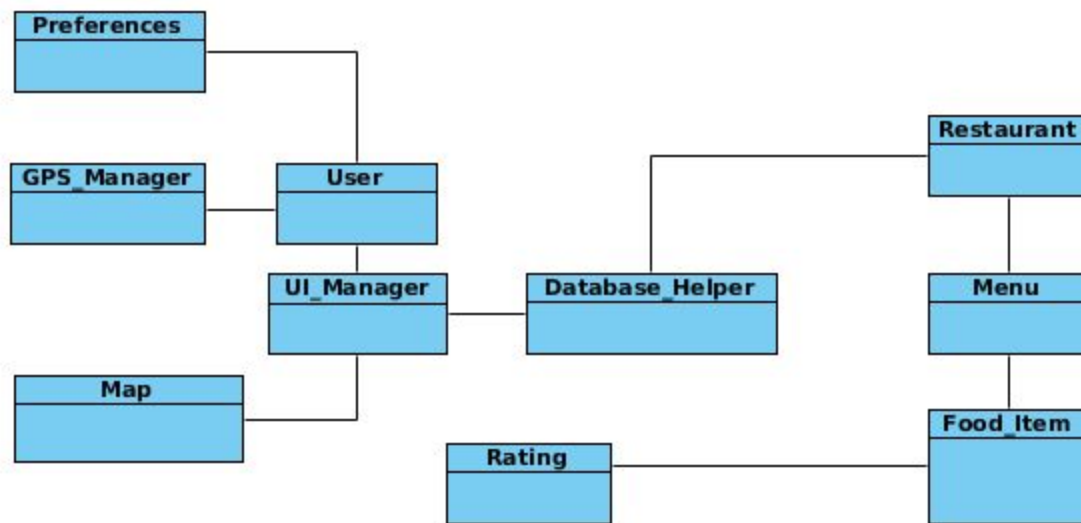 Preferences
Restaurant
GPS_Manager
User
UI_Manager
Database_Helper
Menu
Map
Food_Item
Rating